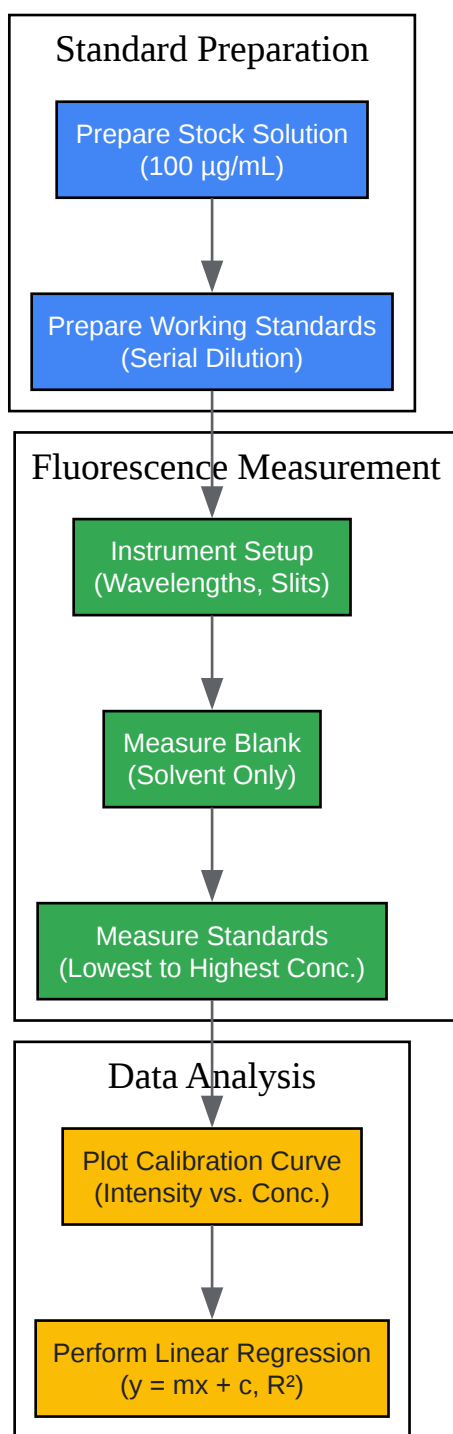 Standard Preparation
Prepare Stock Solution
(100 µg/mL)
Prepare Working Standards
(Serial Dilution)
Fluorescence Measurement
Instrument Setup
(Wavelengths, Slits)
Measure Blank
(Solvent Only)
Measure Standards
(Lowest to Highest Conc.)
Data Analysis
Plot Calibration Curve
(Intensity vs. Conc.)
Perform Linear Regression
(y = mx + c, R²)